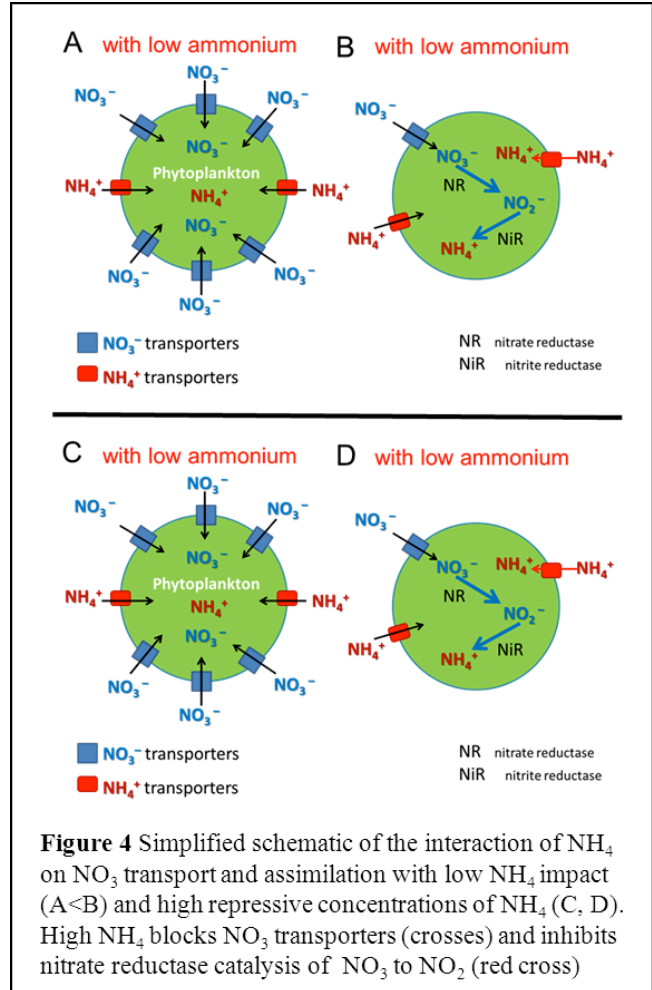 A with low ammonium
B with low ammonium
NO₃⁻
NO₃⁻ NO₃⁻
NO₃⁻
Phytoplankton
NH₄⁺ NH₄⁺ NH₄⁺
NO₃⁻
NO₃⁻ NO₃⁻
NO₃⁻
NO₃⁻
NO₃⁻ NH₄⁺ NH₄⁺
NR NO₂⁻
NH₄⁺ NH₄⁺ NiR
NO₃⁻ transporters
NH₄⁺ transporters
NR nitrate reductase
NiR nitrite reductase
C with low ammonium
D with low ammonium
NO₃⁻
NO₃⁻ NO₃⁻
NO₃⁻
Phytoplankton
NH₄⁺ NH₄⁺ NH₄⁺
NO₃⁻
NO₃⁻ NO₃⁻
NO₃⁻
NO₃⁻
NO₃⁻ NH₄⁺ NH₄⁺
NR NO₂⁻
NH₄⁺ NH₄⁺ NiR
NO₃⁻ transporters
NH₄⁺ transporters
NR nitrate reductase
NiR nitrite reductase
Figure 4 Simplified schematic of the interaction of NH₄
on NO₃ transport and assimilation with low NH₄ impact
(A<B) and high repressive concentrations of NH₄ (C, D).
High NH₄ blocks NO₃ transporters (crosses) and inhibits
nitrate reductase catalysis of NO₃ to NO₂ (red cross)